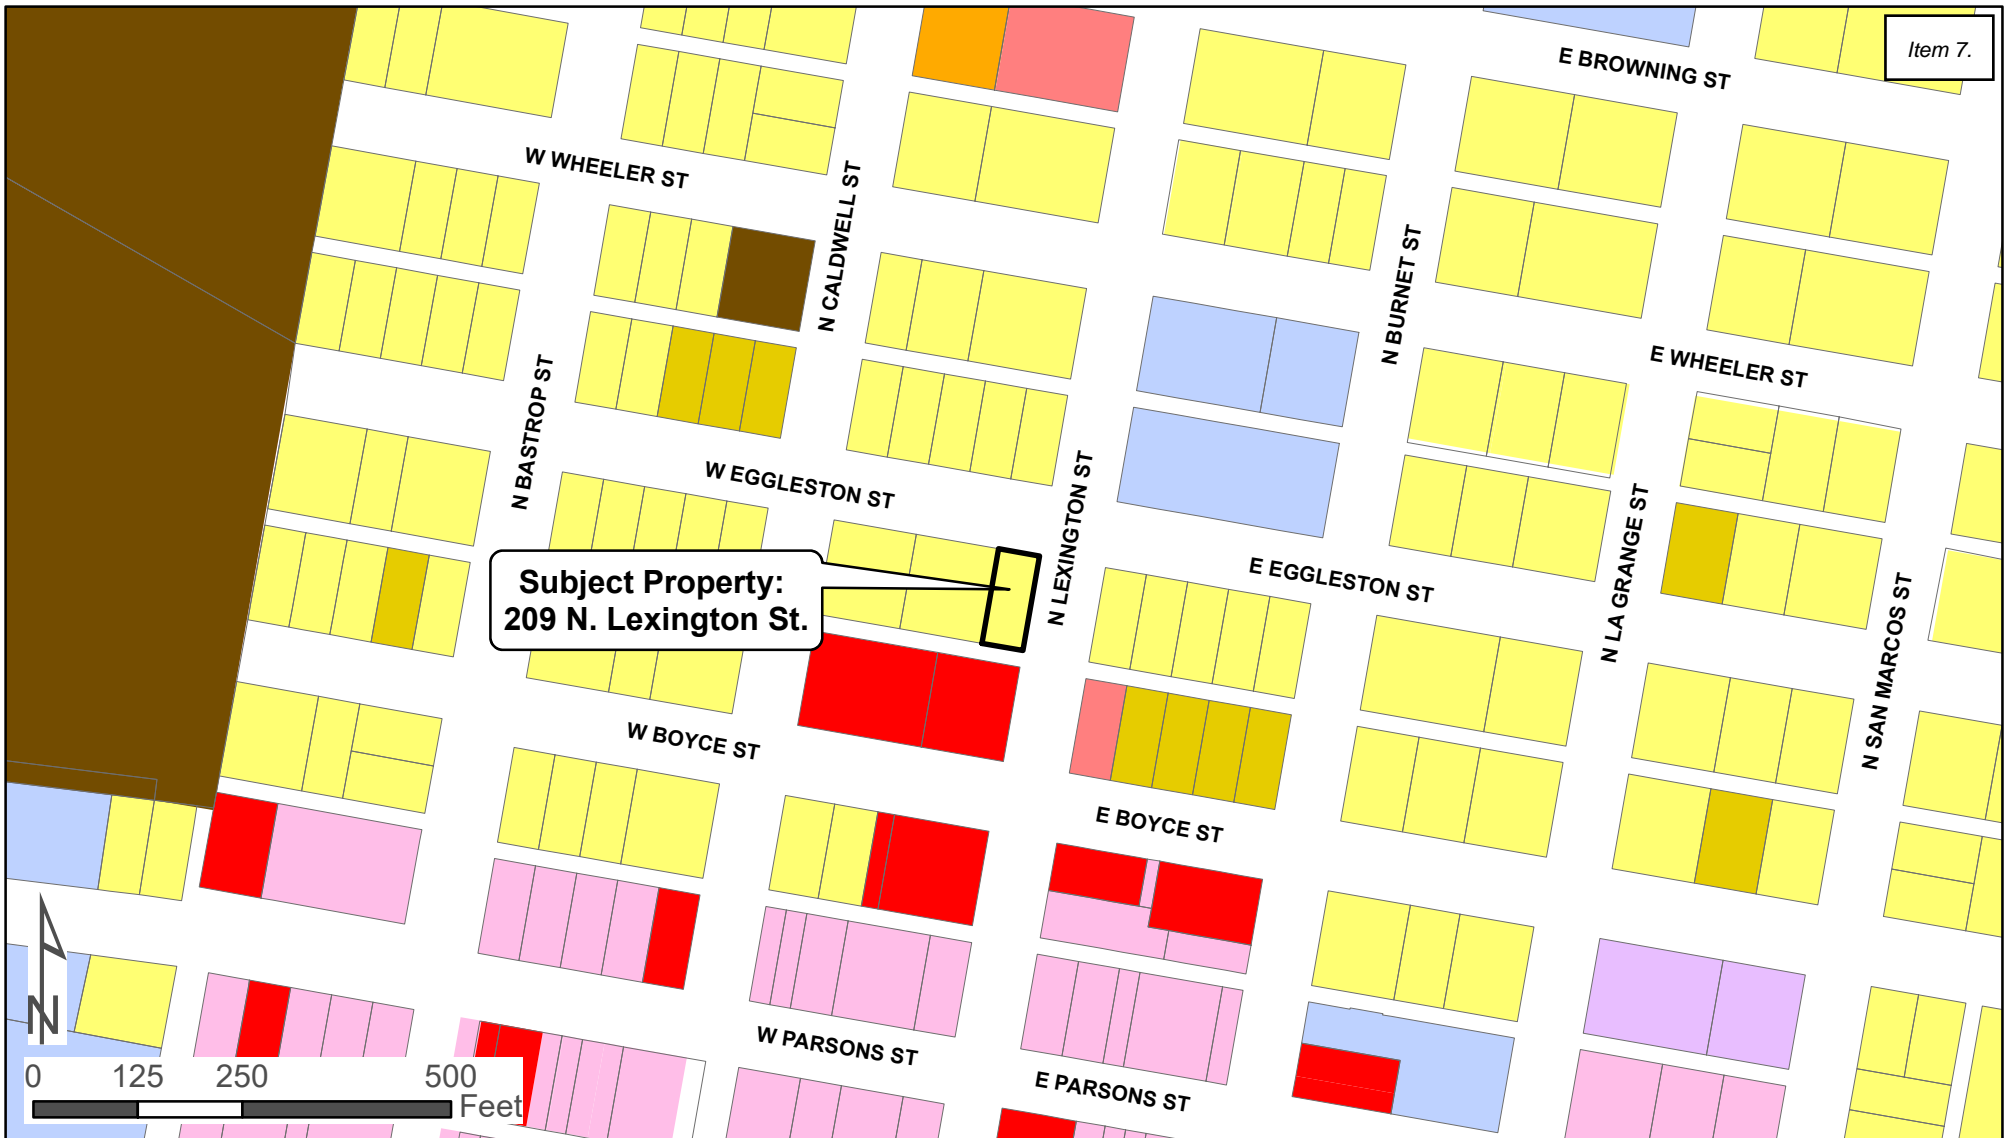 Item 7.
E BROWNING ST
W WHEELER ST
N CALDWELL ST
N BURNET ST
E WHEELER ST
N BASTROP ST
W EGGLESTON ST
N LEXINGTON ST
E EGGLESTON ST
N LA GRANGE ST
N SAN MARCOS ST
Subject Property:
209 N. Lexington St.
W BOYCE ST
E BOYCE ST
W PARSONS ST
E PARSONS ST
N
0 125 250 500
Feet